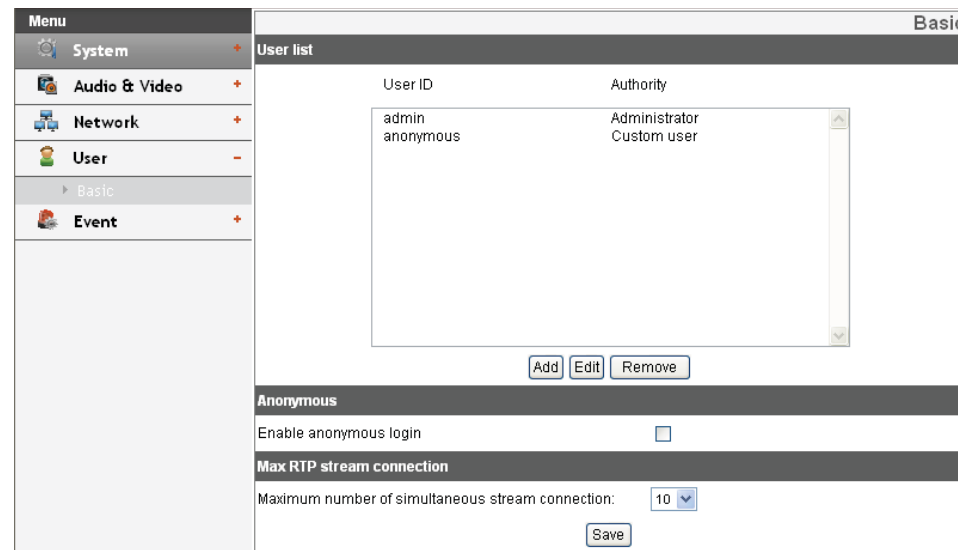 Menu
System +
Audio & Video +
Network +
User -
Basic
Event +
Basic
User list
User ID Authority
admin Administrator
anonymous Custom user
Add Edit Remove
Anonymous
Enable anonymous login
Max RTP stream connection
Maximum number of simultaneous stream connection: 10
Save